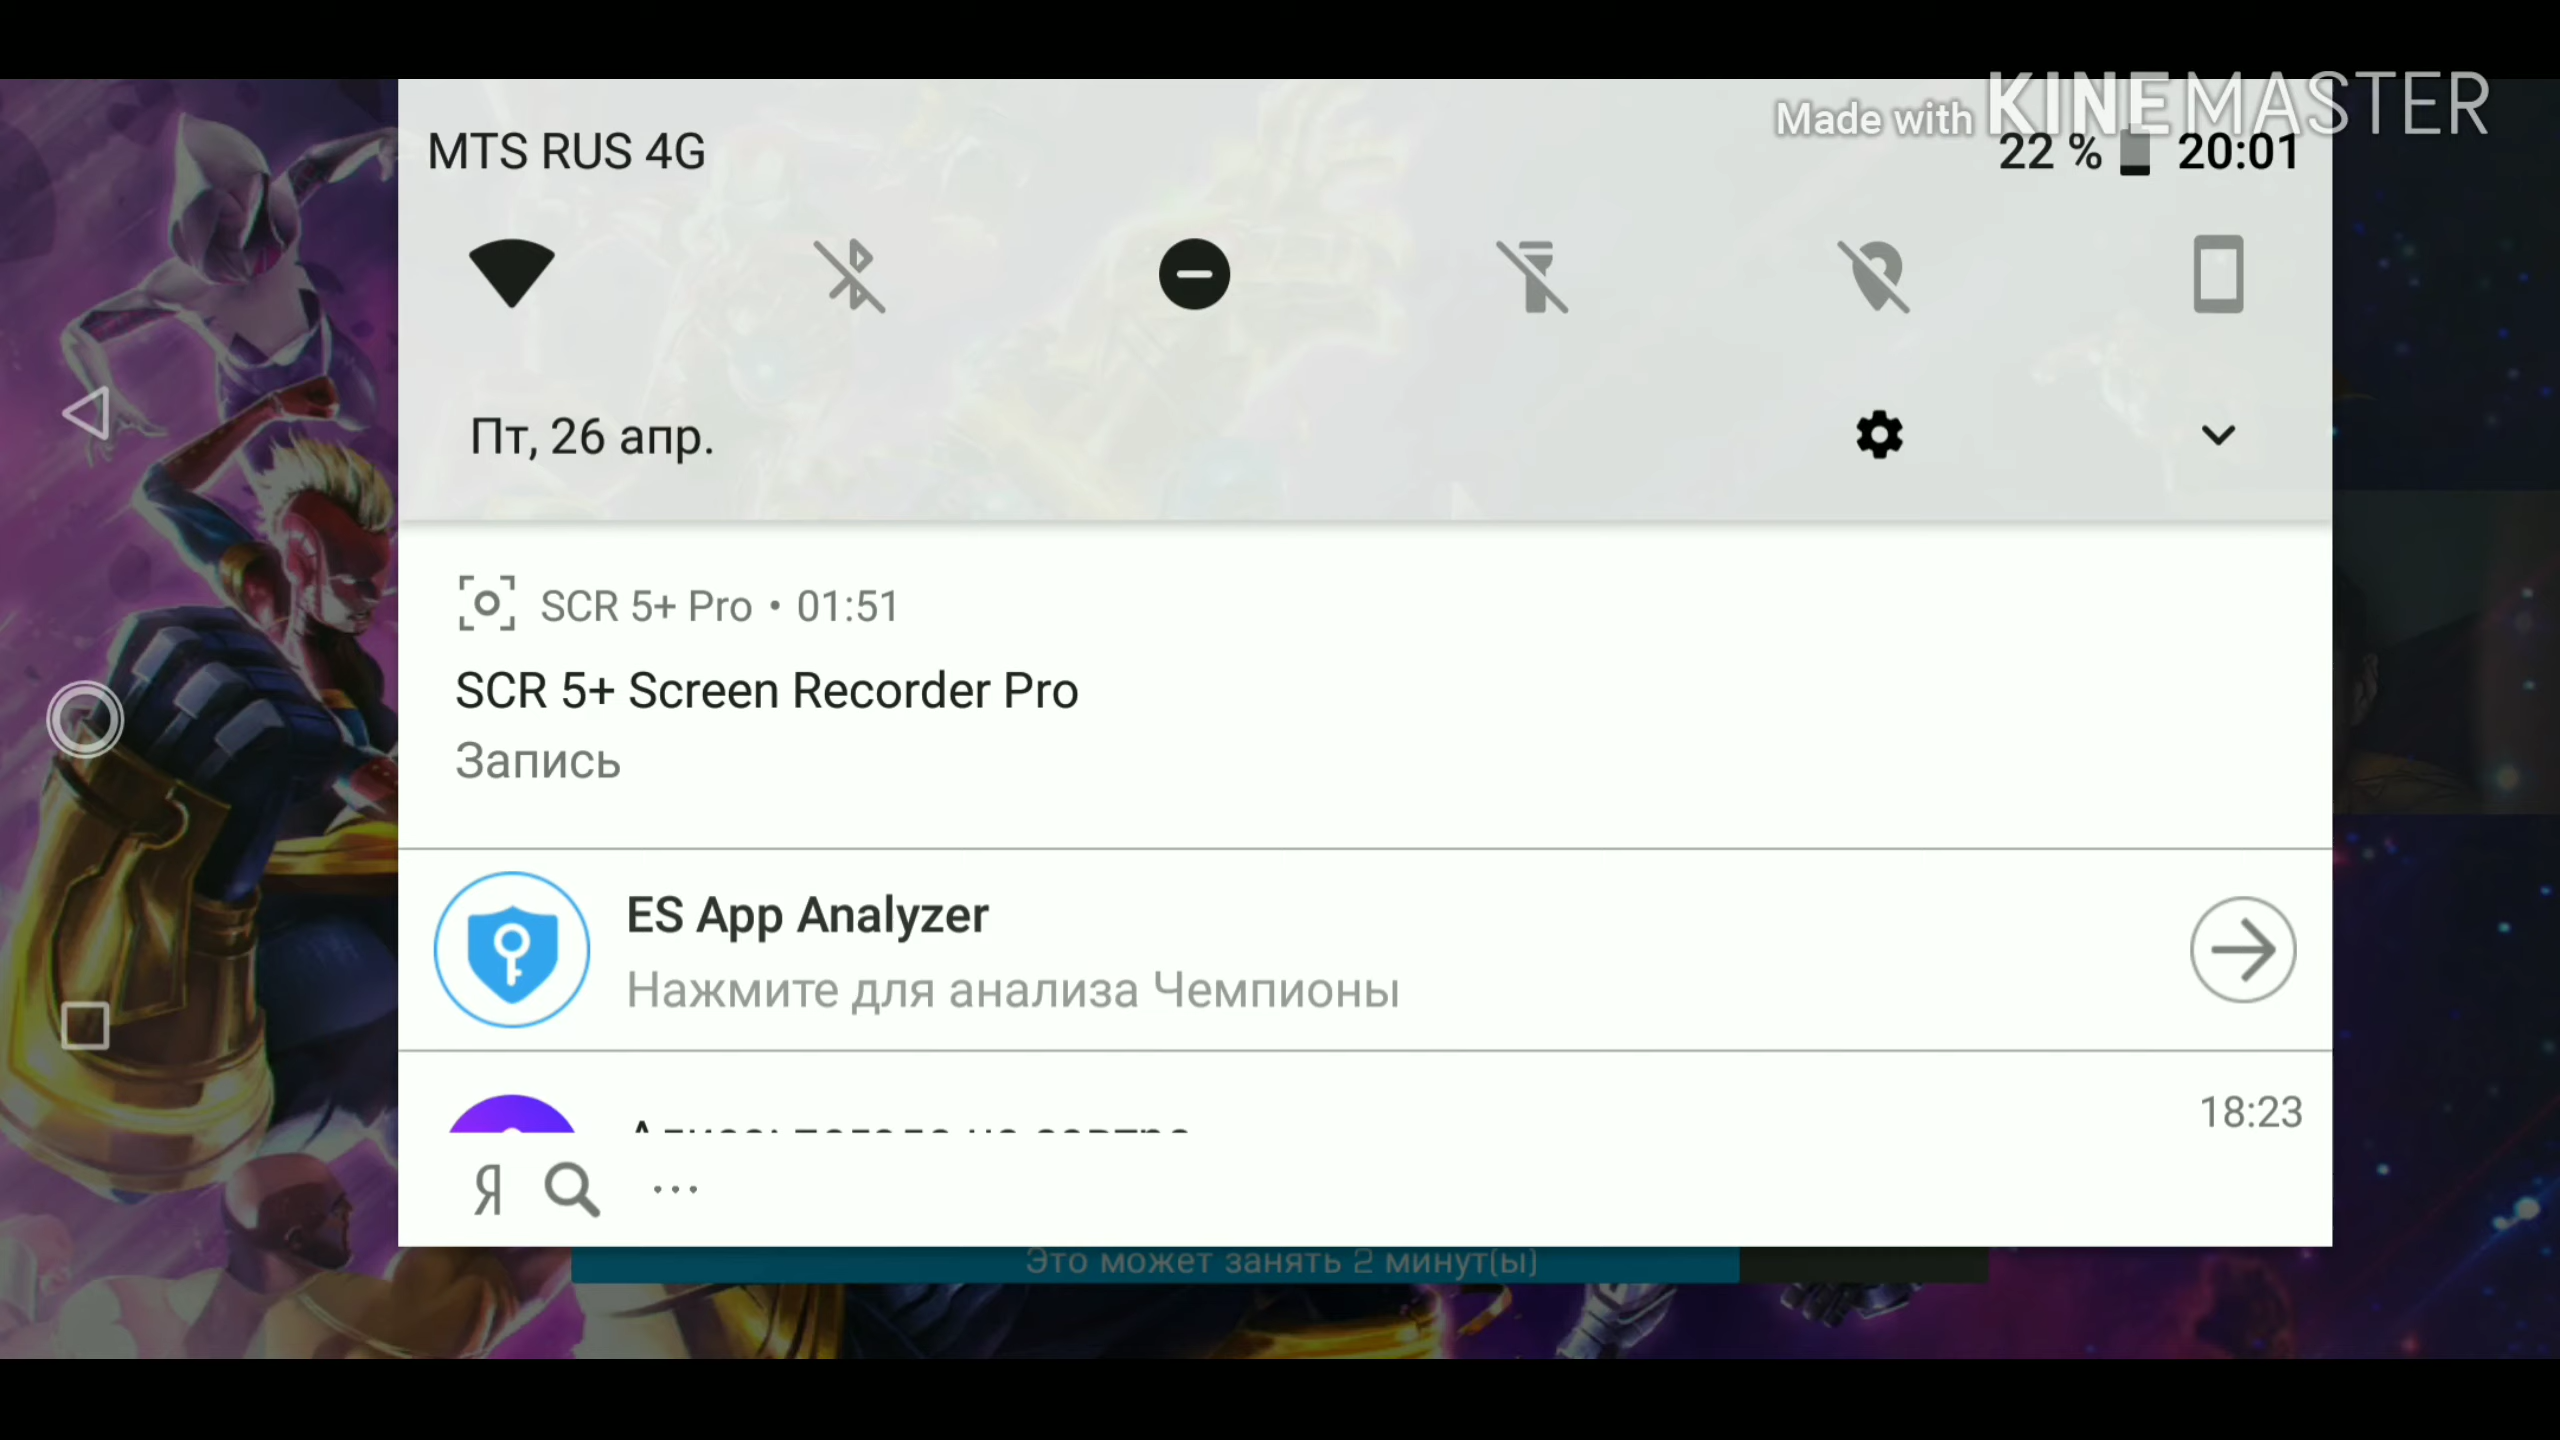 Made with KINEMASTER
MTS RUS 4G
22 % 20:01
Пт, 26 апр.
SCR 5+ Pro • 01:51
SCR 5+ Screen Recorder Pro
Запись
ES App Analyzer
Нажмите для анализа Чемпионы
18:23
Я ...
Это может занять 2 минут(ы)